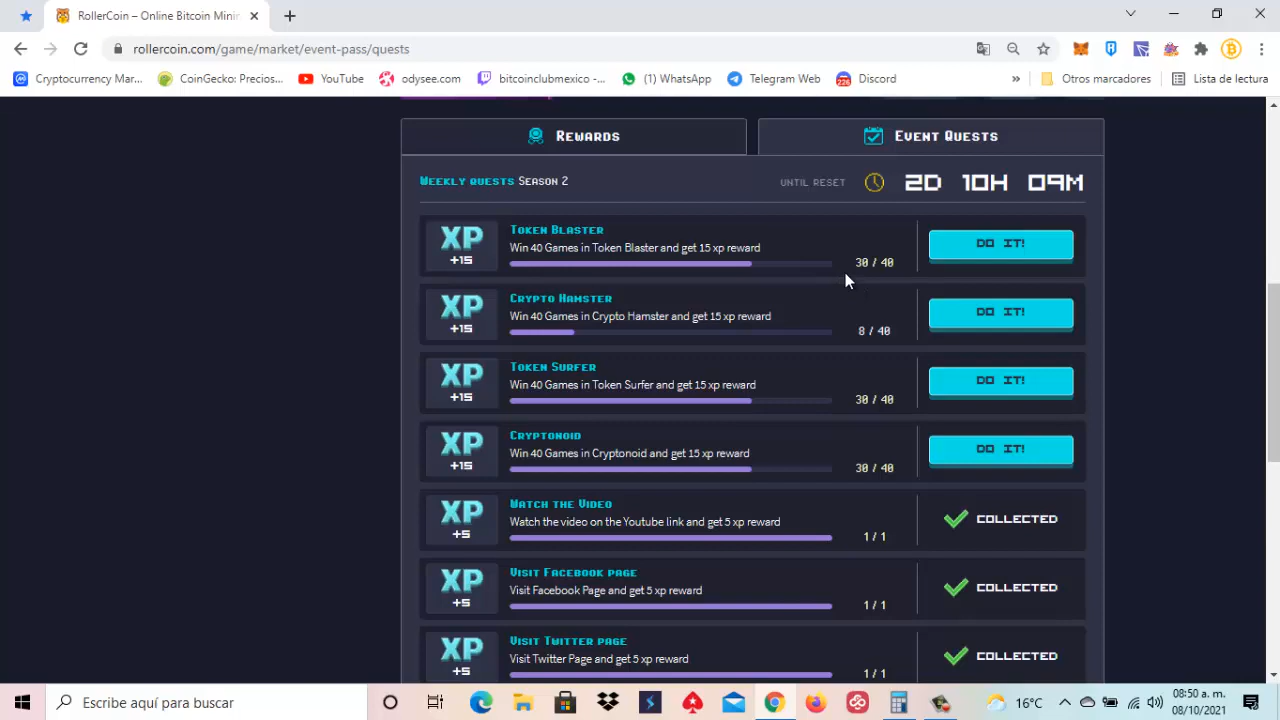 RollerCoin – Online Bitcoin Mini
rollercoin.com/game/market/event-pass/quests
Cryptocurrency Mar...
CoinGecko: Precios...
YouTube
odysee.com
bitcoinclubmexico -...
(1) WhatsApp
Telegram Web
226
Discord
»
Otros marcadores
Lista de lectura
REWARDS
EVENT QUESTS
WEEKLY QUESTS SEASON 2
UNTIL RESET
2D 10H 09M
XP
+15
TOKEN BLASTER
Win 40 Games in Token Blaster and get 15 xp reward
30 / 40
DO IT!
XP
+15
CRYPTO HAMSTER
Win 40 Games in Crypto Hamster and get 15 xp reward
8 / 40
DO IT!
XP
+15
TOKEN SURFER
Win 40 Games in Token Surfer and get 15 xp reward
30 / 40
DO IT!
XP
+15
CRYPTONOID
Win 40 Games in Cryptonoid and get 15 xp reward
30 / 40
DO IT!
XP
+5
WATCH THE VIDEO
Watch the video on the Youtube link and get 5 xp reward
1 / 1
COLLECTED
XP
+5
VISIT FACEBOOK PAGE
Visit Facebook Page and get 5 xp reward
1 / 1
COLLECTED
XP
+5
VISIT TWITTER PAGE
Visit Twitter Page and get 5 xp reward
1 / 1
COLLECTED
Escribe aquí para buscar
16°C
08:50 a. m.
08/10/2021